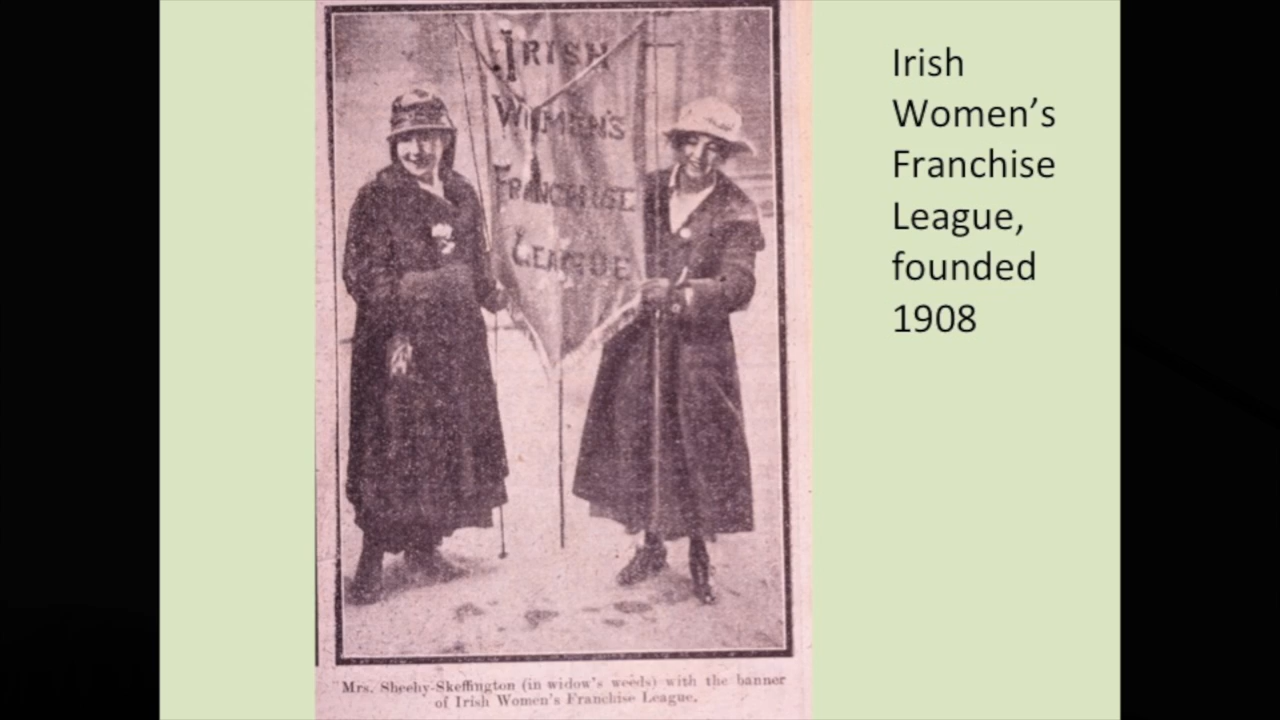 IRISH
WOMEN'S
FRANCHISE
LEAGUE
Mrs. Sheehy-Skeffington (in widow's weeds) with the banner
of Irish Women's Franchise League.
Irish
Women’s
Franchise
League,
founded
1908